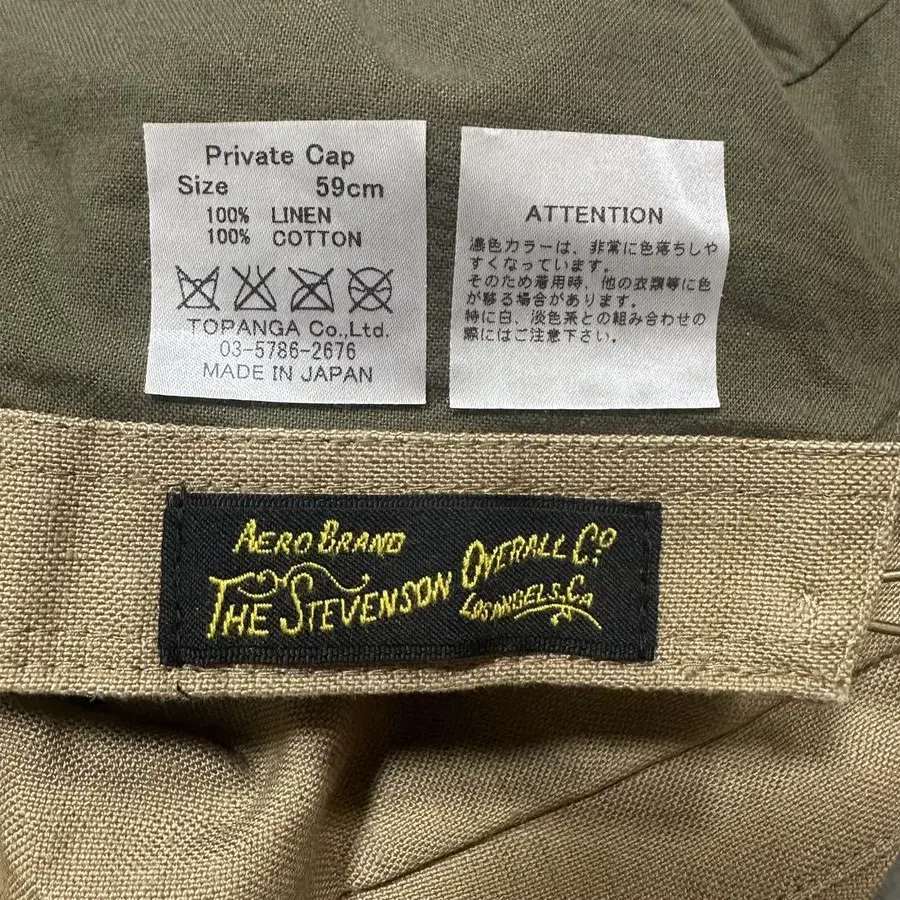 Private Cap
Size 59cm
100% LINEN
100% COTTON
TOPANGA Co.,Ltd.
03-5786-2676
MADE IN JAPAN
ATTENTION
濃色カラーは、非常に色落ちしや
すくなっています。
そのため着用時、他の衣類等に色
が移る場合があります。
特に白、淡色系との組み合わせの
際にはご注意下さい。
AERO BRAND
THE STEVENSON OVERALL CO
LOS ANGELS, CA